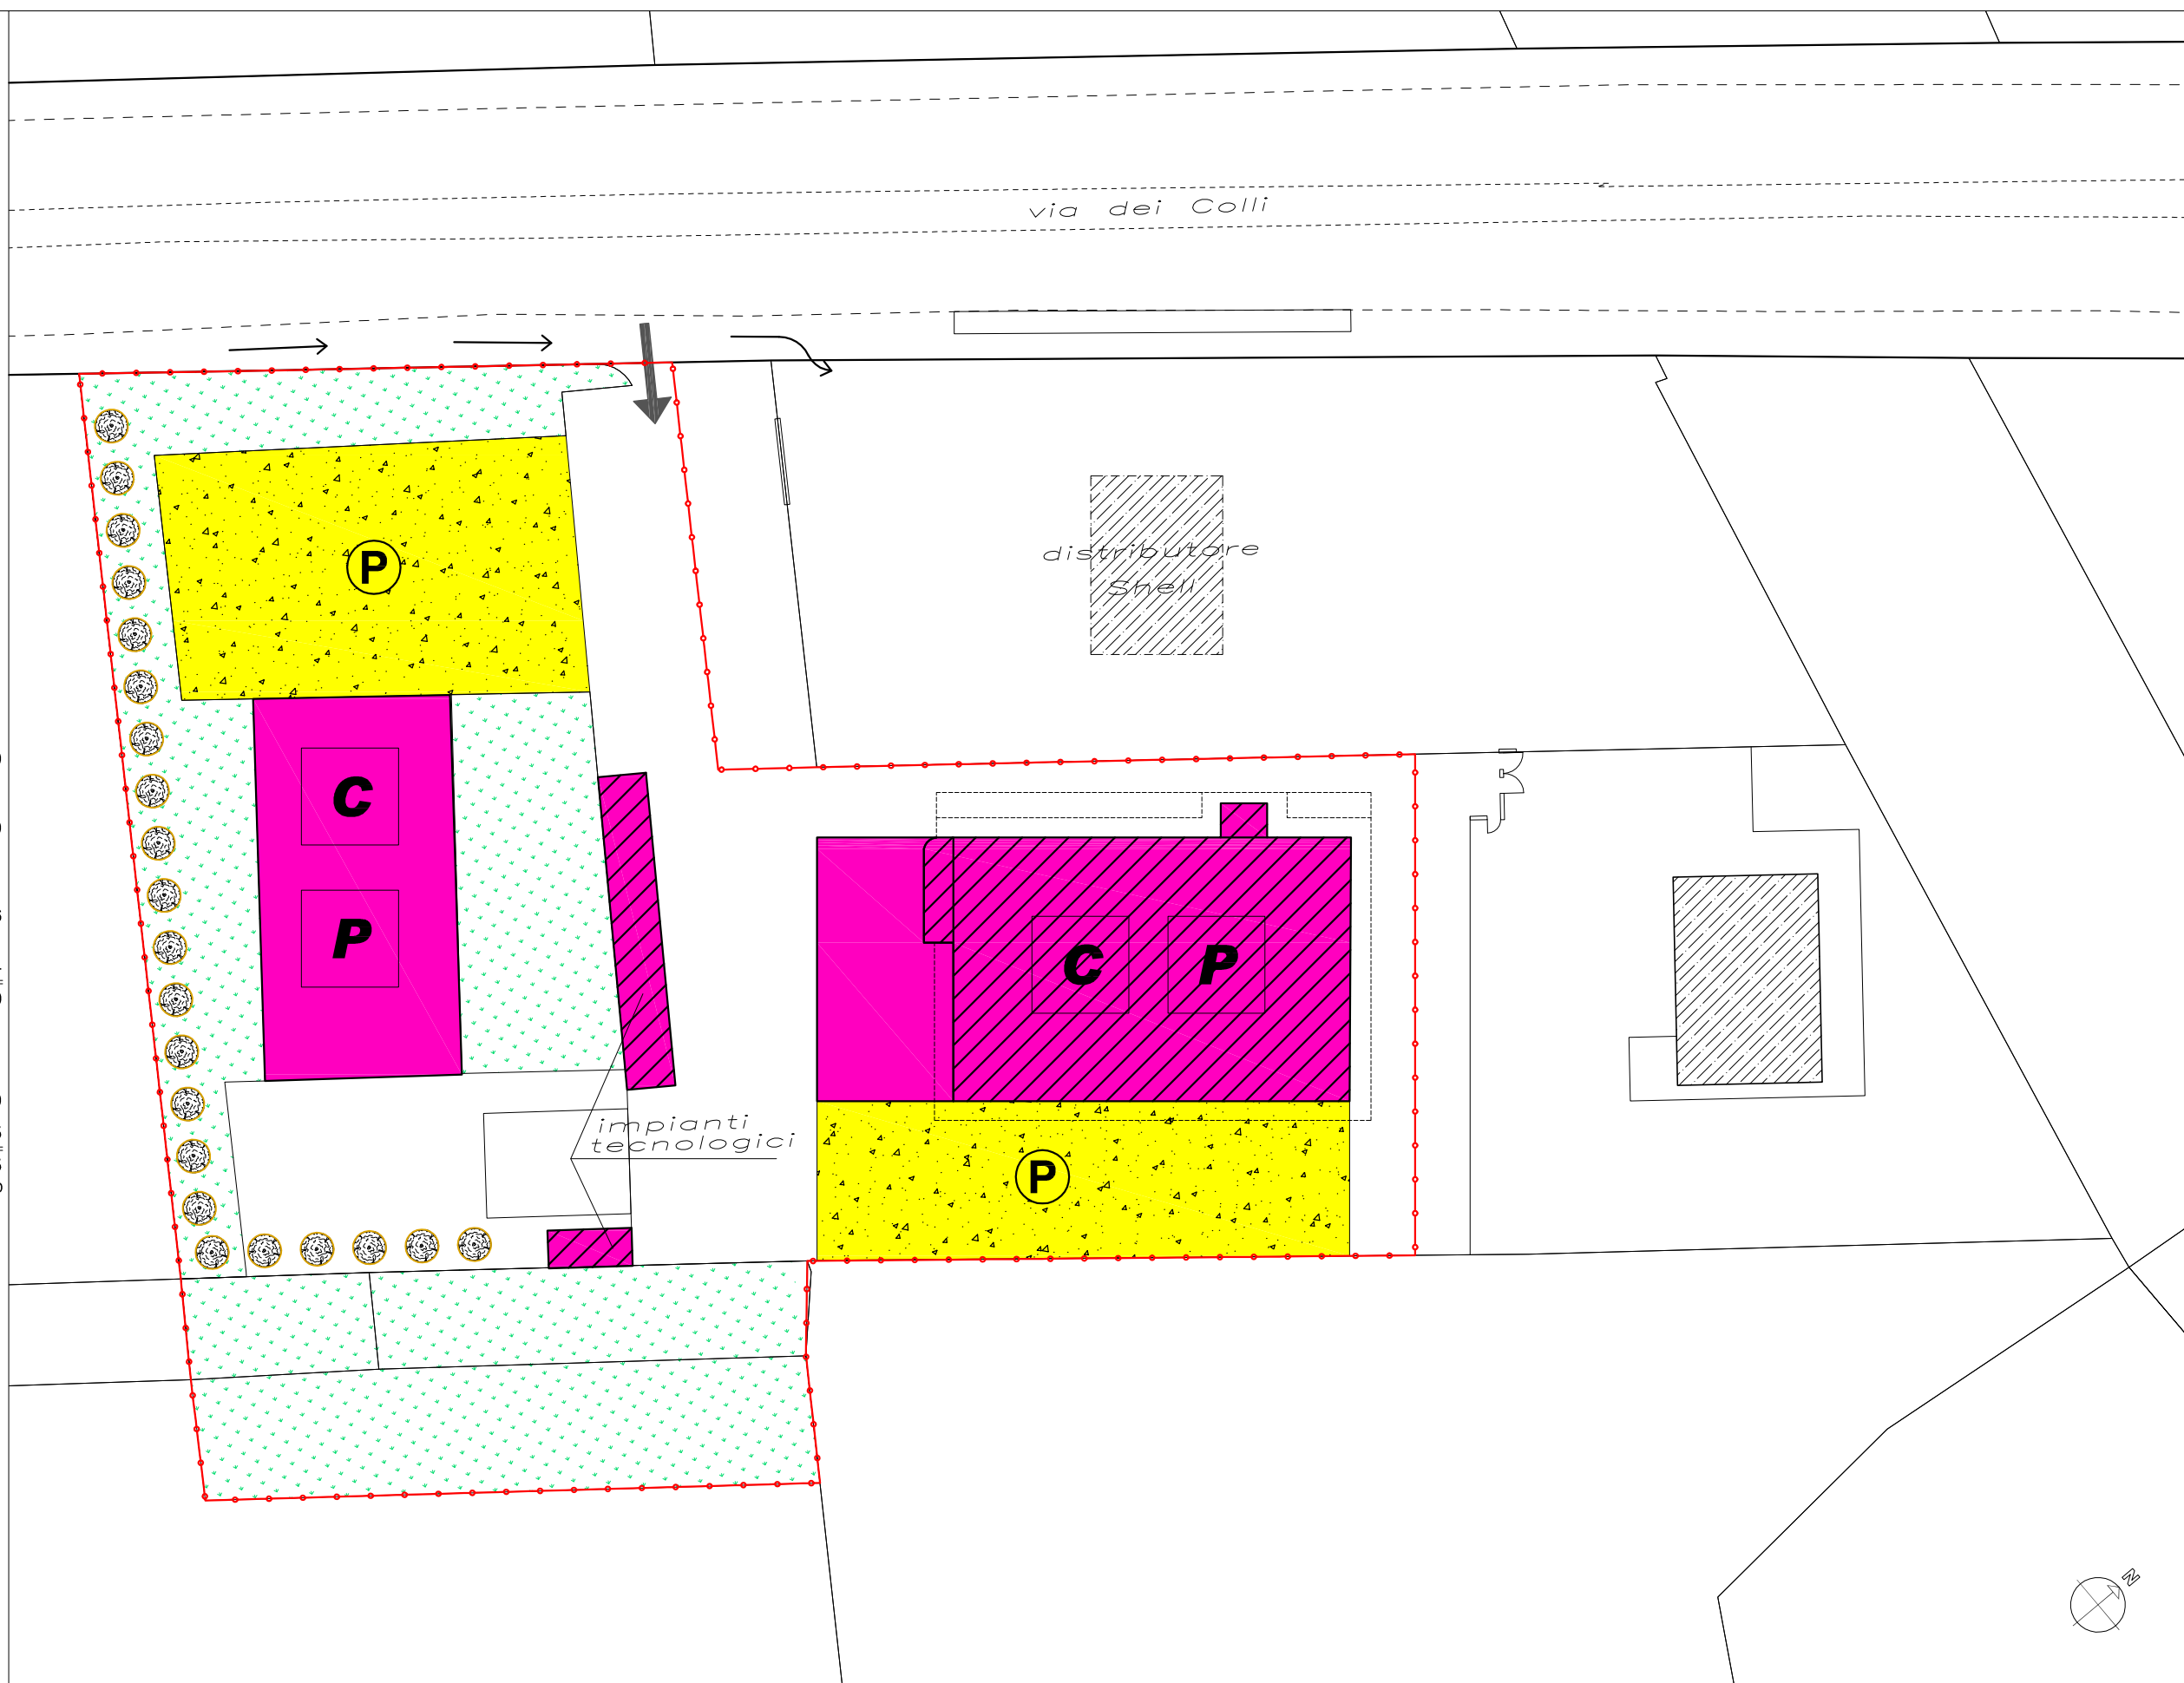 via dei Colli
distributore
Shell
P
C
P
C P
impianti
tecnologici
P
N